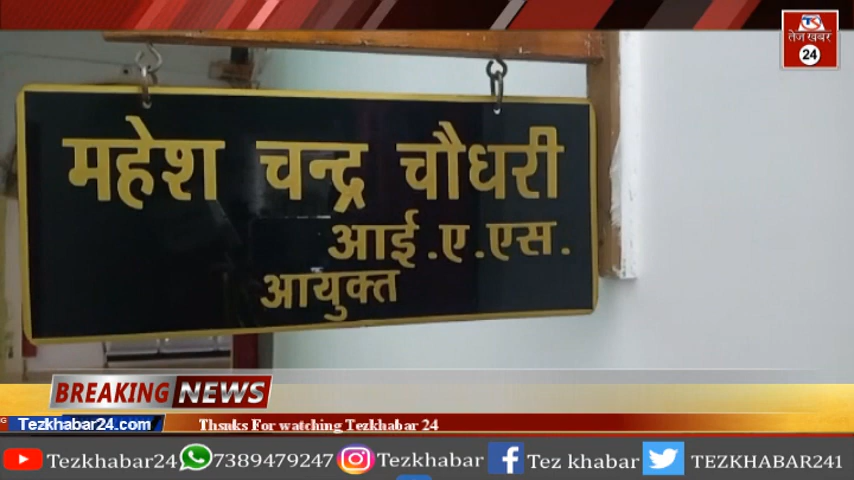 TK
तेज खबर
24
महेश चन्द्र चौधरी
आई.ए.एस.
आयुक्त
BREAKING NEWS
G
Tezkhabar24.com
Thsnks For watching Tezkhabar 24
Tezkhabar24 7389479247 Tezkhabar Tez khabar TEZKHABAR241